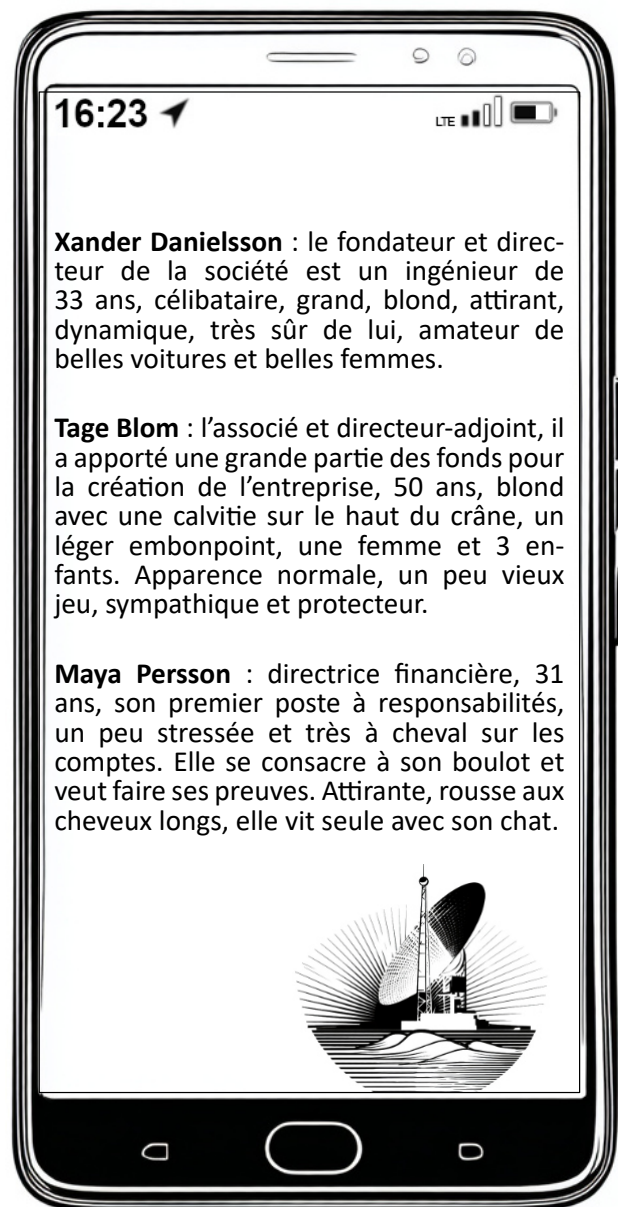 16:23
LTE
Xander Danielsson : le fondateur et direc-
teur de la société est un ingénieur de
33 ans, célibataire, grand, blond, attirant,
dynamique, très sûr de lui, amateur de
belles voitures et belles femmes.
Tage Blom : l’associé et directeur-adjoint, il
a apporté une grande partie des fonds pour
la création de l’entreprise, 50 ans, blond
avec une calvitie sur le haut du crâne, un
léger embonpoint, une femme et 3 en-
fants. Apparence normale, un peu vieux
jeu, sympathique et protecteur.
Maya Persson : directrice financière, 31
ans, son premier poste à responsabilités,
un peu stressée et très à cheval sur les
comptes. Elle se consacre à son boulot et
veut faire ses preuves. Attirante, rousse aux
cheveux longs, elle vit seule avec son chat.